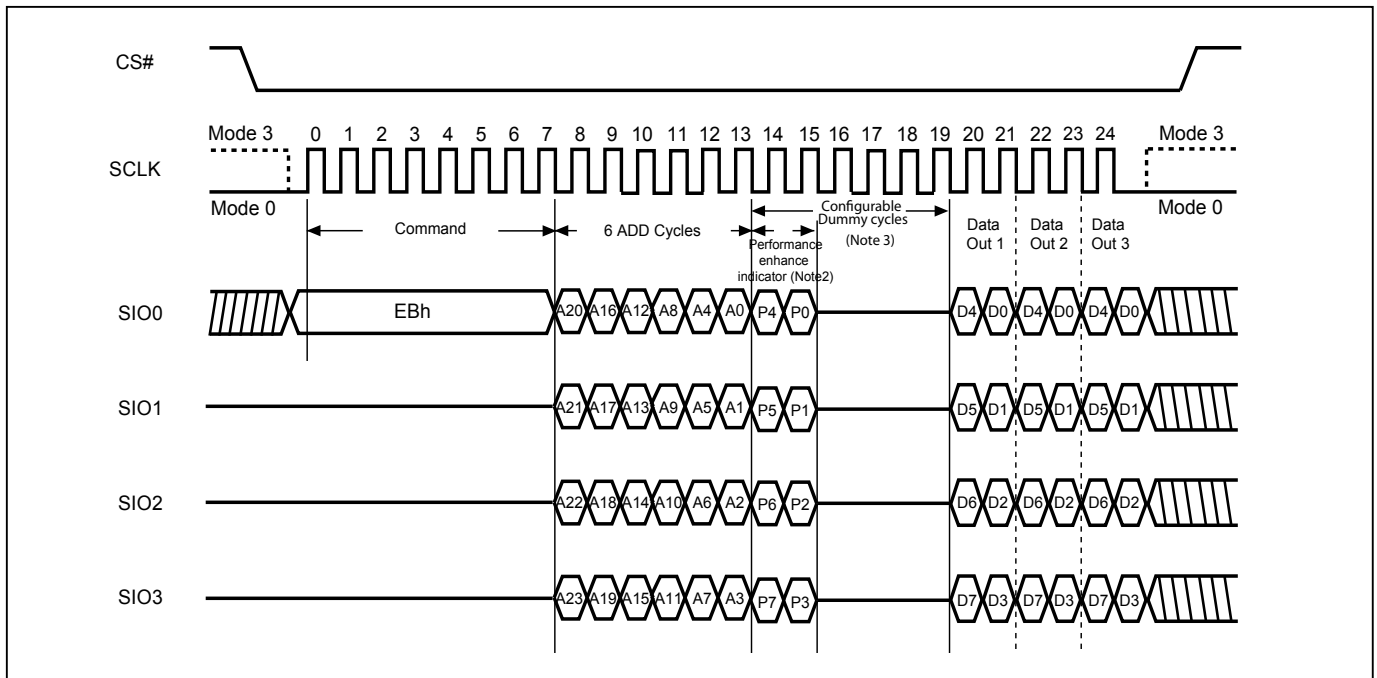 CS#
Mode 3 0 1 2 3 4 5 6 7 8 9 10 11 12 13 14 15 16 17 18 19 20 21 22 23 24 Mode 3
SCLK
Mode 0 Mode 0
Command
6 ADD Cycles
Configurable
Dummy cycles
(Note 3)
Performance
enhance
indicator (Note2)
Data
Out 1
Data
Out 2
Data
Out 3
SIO0 EBh A20 A16 A12 A8 A4 A0 P4 P0 D4 D0 D4 D0 D4 D0
SIO1 A21 A17 A13 A9 A5 A1 P5 P1 D5 D1 D5 D1 D5 D1
SIO2 A22 A18 A14 A10 A6 A2 P6 P2 D6 D2 D6 D2 D6 D2
SIO3 A23 A19 A15 A11 A7 A3 P7 P3 D7 D3 D7 D3 D7 D3